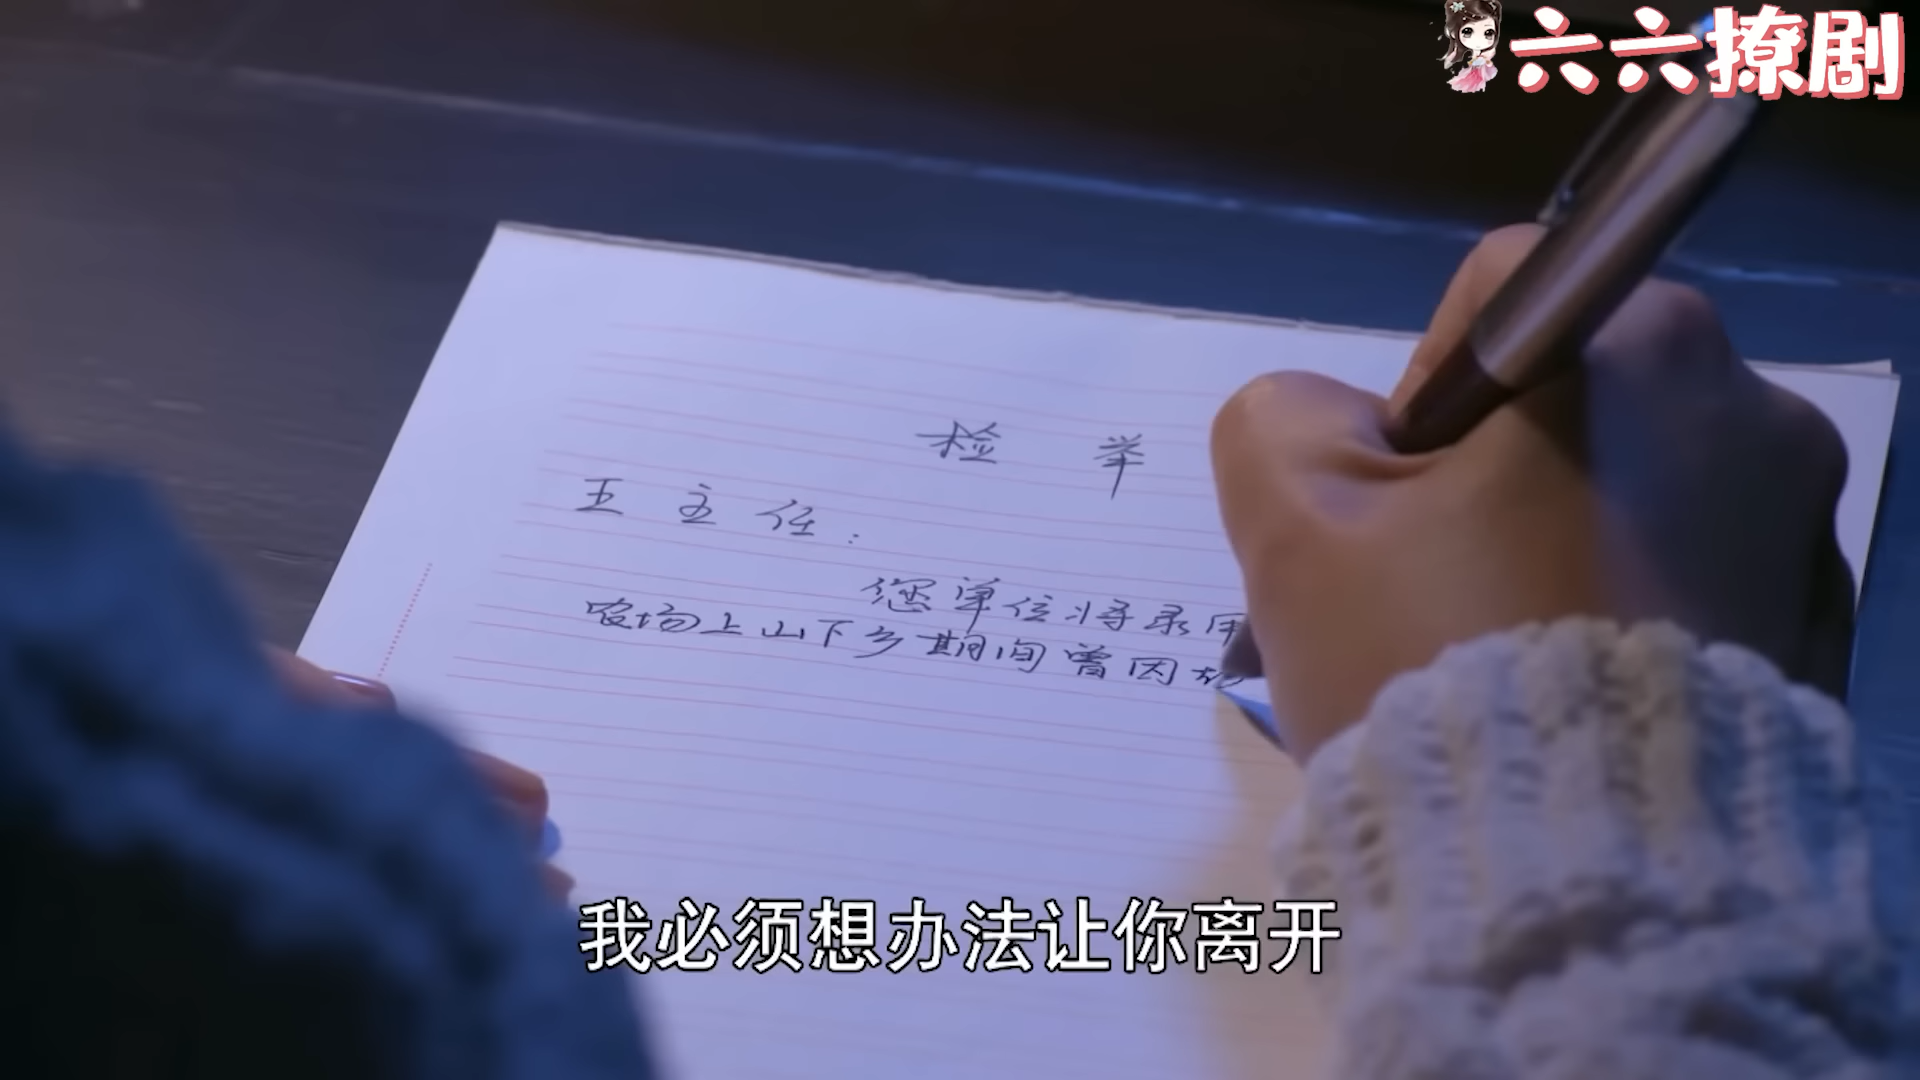 六六撩剧
检 举
王 主 任：
您单位将录用
农场上山下乡期间曾因
我必须想办法让你离开